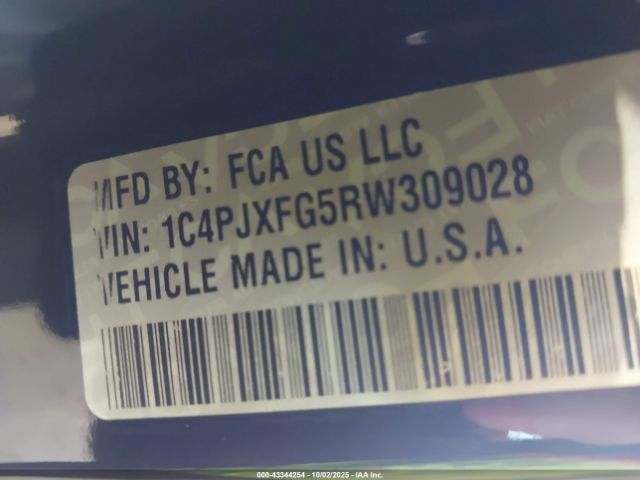 MFD BY: FCA US LLC
VIN: 1C4PJXFG5RW309028
VEHICLE MADE IN: U.S.A.
000-43344254 - 10/02/2025 - IAA Inc.